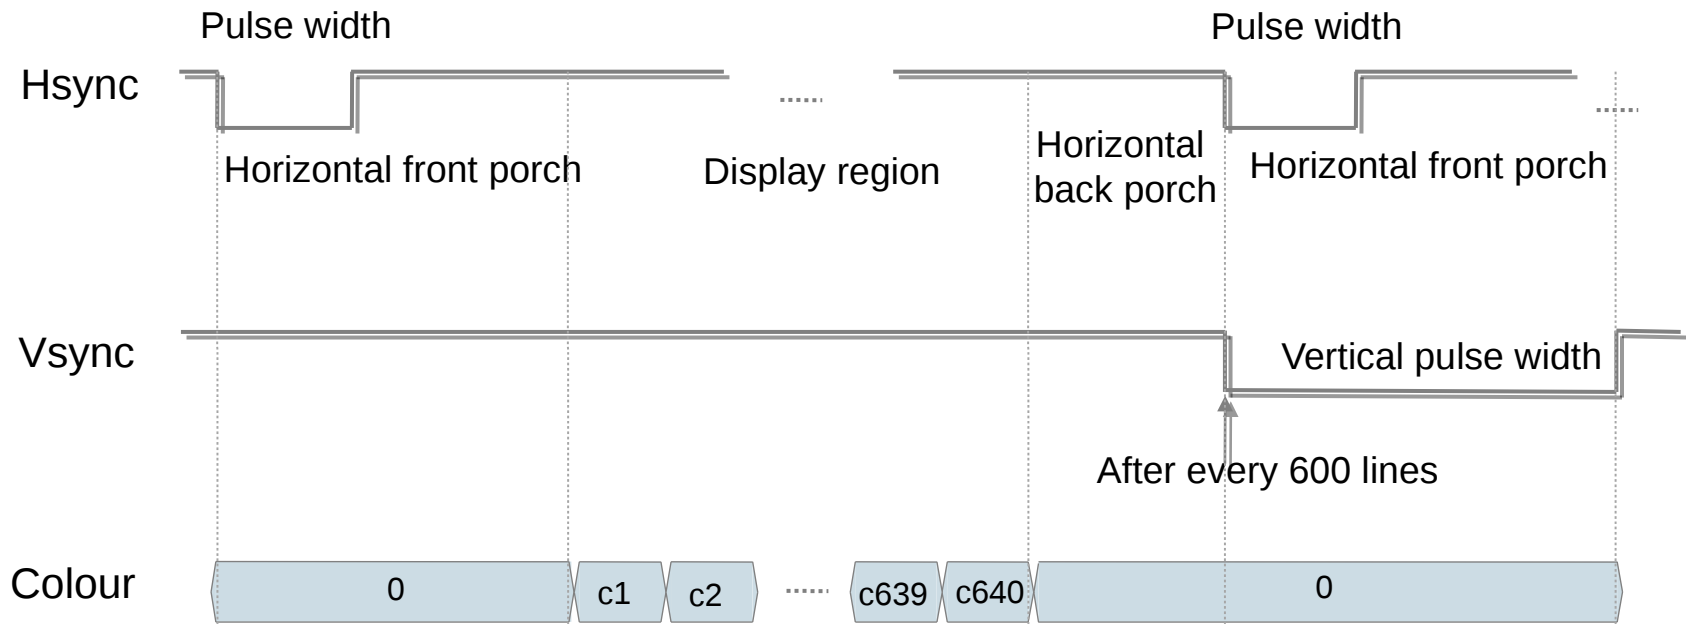 Pulse width
Pulse width
Hsync
Horizontal front porch
Display region
Horizontal
back porch
Horizontal front porch
Vsync
Vertical pulse width
After every 600 lines
Colour
0
c1
c2
c639
c640
0